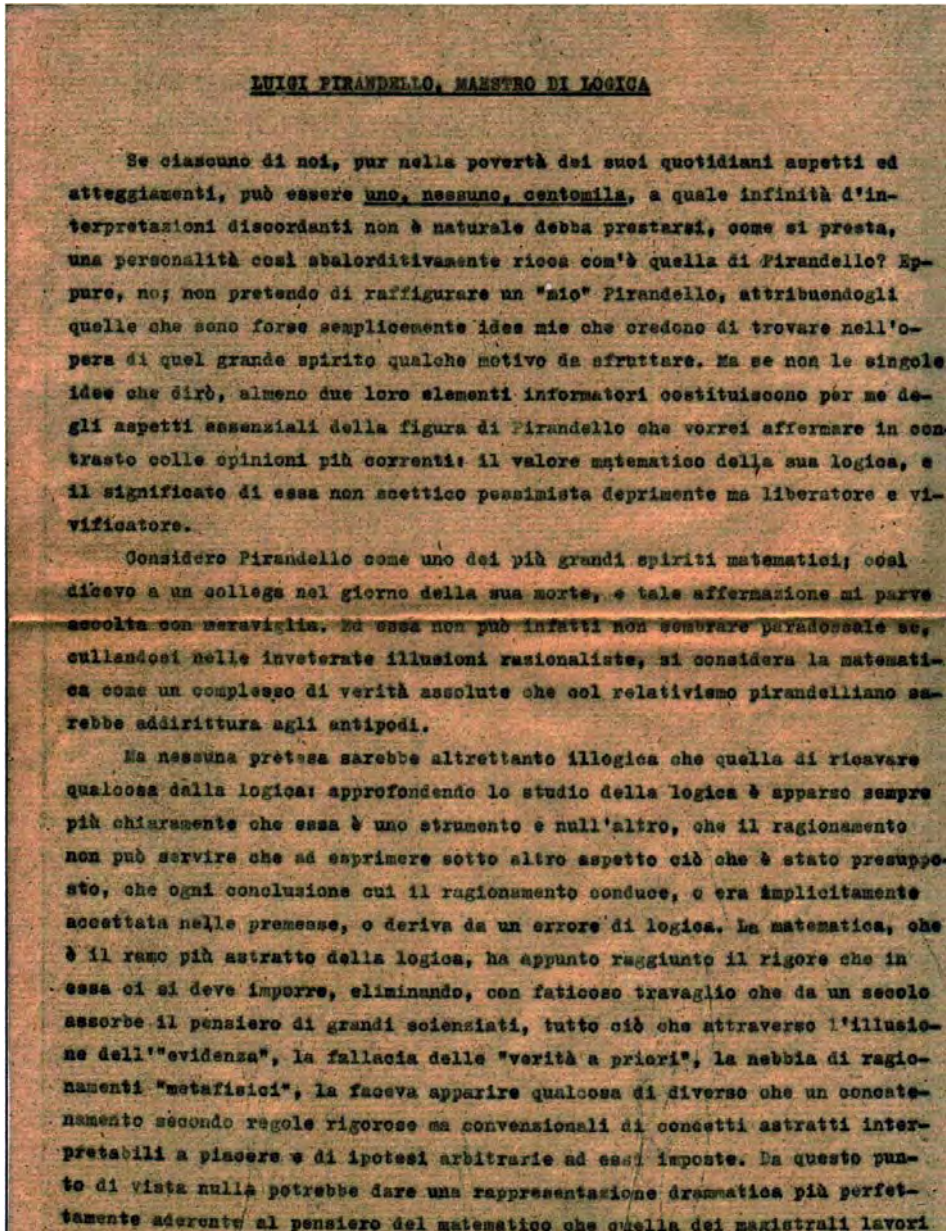 LUIGI PIRANDELLO, MAESTRO DI LOGICA
Se ciascuno di noi, pur nella povertà dei suoi quotidiani aspetti ed
atteggiamenti, può essere uno, nessuno, centomila, a quale infinità d'in-
terpretazioni discordanti non è naturale debba prestarsi, come si presta,
una personalità così sbalorditivamente ricca com'è quella di Pirandello? Ep-
pure, no; non pretendo di raffigurare un "mio" Pirandello, attribuendogli
quelle che sono forse semplicemente idee mie che credono di trovare nell'o-
pera di quel grande spirito qualche motivo da sfruttare. Ma se non le singole
idee che dirò, almeno due loro elementi informatori costituiscono per me de-
gli aspetti essenziali della figura di Pirandello che vorrei affermare in con
trasto colle opinioni più correnti: il valore matematico della sua logica, e
il significato di essa non scettico pessimista deprimente ma liberatore e vi-
vificatore.
Considero Pirandello come uno dei più grandi spiriti matematici; così
dicevo a un collega nel giorno della sua morte, e tale affermazione mi parve
accolta con meraviglia. Ed essa non può infatti non sembrare paradossale se,
cullandosi nelle inveterate illusioni rasionaliste, si considera la matemati-
ca come un complesso di verità assolute che col relativismo pirandelliano sa-
rebbe addirittura agli antipodi.
Ma nessuna pretesa sarebbe altrettanto illogica che quella di ricavare
qualcosa dalla logica: approfondendo lo studio della logica è apparso sempre
più chiaramente che essa è uno strumento e null'altro, che il ragionamento
non può servire che ad esprimere sotto altro aspetto ciò che è stato presuppo-
sto, che ogni conclusione cui il ragionamento conduce, o era implicitamente
accettata nelle premesse, o deriva da un errore di logica. La matematica, che
è il ramo più astratto della logica, ha appunto raggiunto il rigore che in
essa ci si deve imporre, eliminando, con faticoso travaglio che da un secolo
assorbe il pensiero di grandi scienziati, tutto ciò che attraverso l'illusio-
ne dell'"evidenza", la fallacia delle "verità a priori", la nebbia di ragio-
namenti "metafisici", la faceva apparire qualcosa di diverso che un concate-
namento secondo regole rigorose ma convensionali di concetti astratti inter-
pretabili a piacere e di ipotesi arbitrarie ad essi imposte. Da questo pun-
to di vista nulla potrebbe dare una rappresentazione drammatica più perfet-
tamente aderente al pensiero del matematico che quella dei magistrali lavori